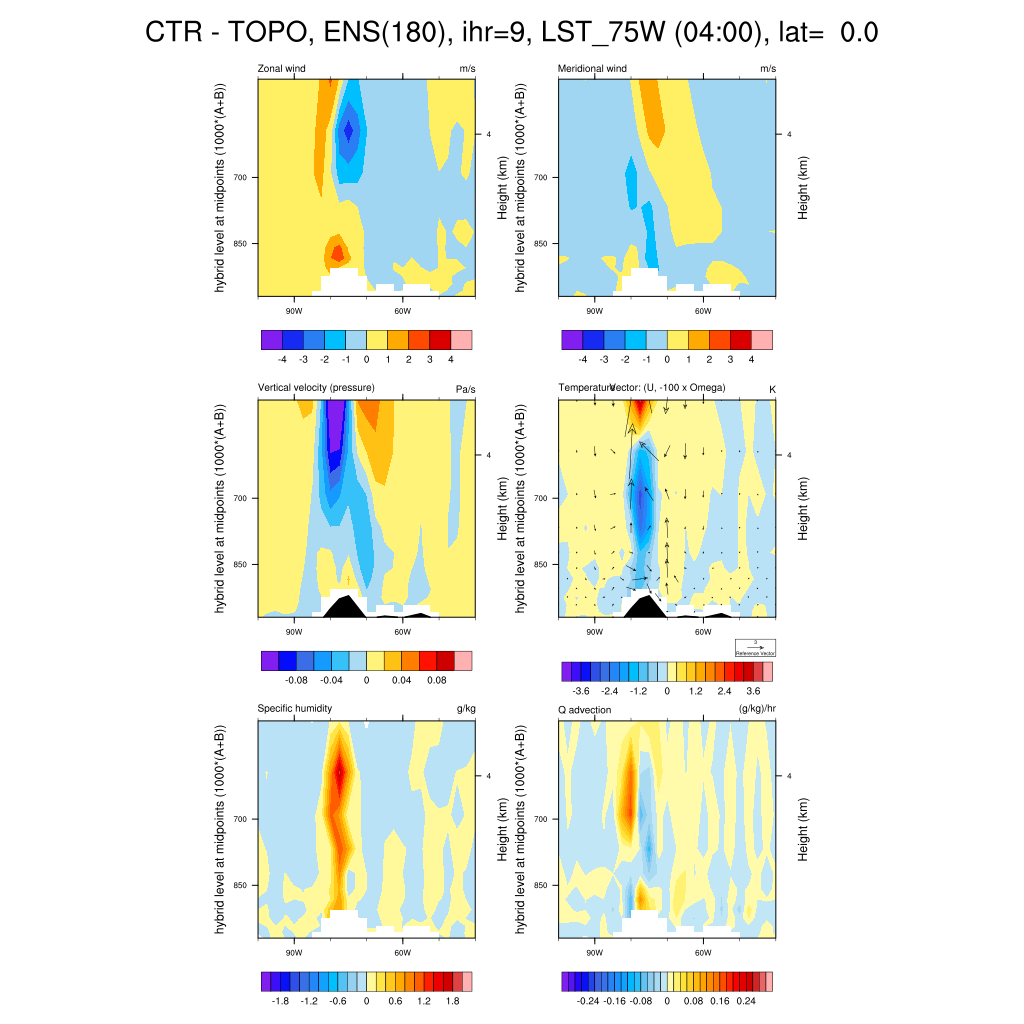 CTR - TOPO, ENS(180), ihr=9, LST_75W (04:00), lat= 0.0
Zonal wind m/s
hybrid level at midpoints (1000*(A+B))
700
850
4
Height (km)
90W 60W
-4 -3 -2 -1 0 1 2 3 4
Meridional wind m/s
hybrid level at midpoints (1000*(A+B))
700
850
4
Height (km)
90W 60W
-4 -3 -2 -1 0 1 2 3 4
Vertical velocity (pressure) Pa/s
hybrid level at midpoints (1000*(A+B))
700
850
4
Height (km)
90W 60W
-0.08 -0.04 0 0.04 0.08
Temperature Vector: (U, -100 x Omega) K
hybrid level at midpoints (1000*(A+B))
700
850
4
Height (km)
90W 60W
3
Reference Vector
-3.6 -2.4 -1.2 0 1.2 2.4 3.6
Specific humidity g/kg
hybrid level at midpoints (1000*(A+B))
700
850
4
Height (km)
90W 60W
-1.8 -1.2 -0.6 0 0.6 1.2 1.8
Q advection (g/kg)/hr
hybrid level at midpoints (1000*(A+B))
700
850
4
Height (km)
90W 60W
-0.24 -0.16 -0.08 0 0.08 0.16 0.24